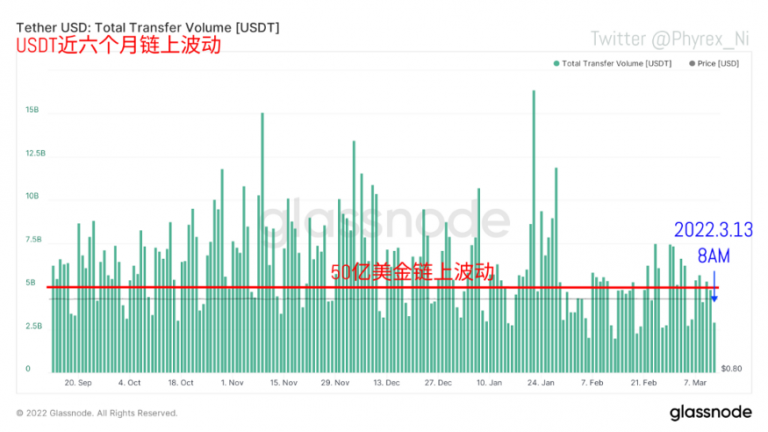 Tether USD: Total Transfer Volume [USDT]
USDT近六个月链上波动
Twitter @Phyrex_Ni
Total Transfer Volume [USDT]
Price [USD]
15B
12.5B
10B
7.5B
5B
2.5B
0
glassnode
2022.3.13
8AM
50亿美金链上波动
$0.80
20. Sep
4. Oct
18. Oct
1. Nov
15. Nov
29. Nov
13. Dec
27. Dec
10. Jan
24. Jan
7. Feb
21. Feb
7. Mar
© 2022 Glassnode. All Rights Reserved.
glassnode